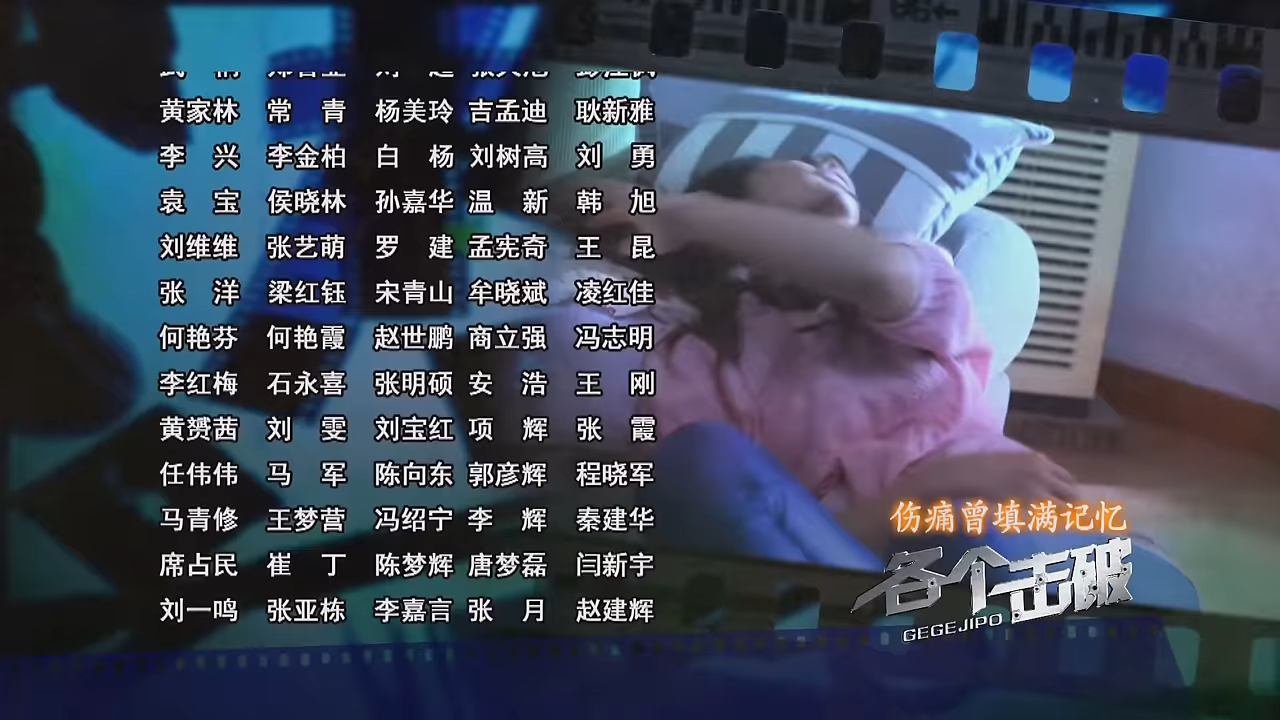 黄家林 常 青 杨美玲 吉孟迪 耿新雅
李 兴 李金柏 白 杨 刘树高 刘 勇
袁 宝 侯晓林 孙嘉华 温 新 韩 旭
刘维维 张艺萌 罗 建 孟宪奇 王 昆
张 洋 梁红钰 宋青山 牟晓斌 凌红佳
何艳芬 何艳霞 赵世鹏 商立强 冯志明
李红梅 石永喜 张明硕 安 浩 王 刚
黄赟茜 刘 雯 刘宝红 项 辉 张 霞
任伟伟 马 军 陈向东 郭彦辉 程晓军
马青修 王梦营 冯绍宁 李 辉 秦建华
席占民 崔 丁 陈梦辉 唐梦磊 闫新宇
刘一鸣 张亚栋 李嘉言 张 月 赵建辉
伤痛曾填满记忆
各个击破
GEGEJIPO